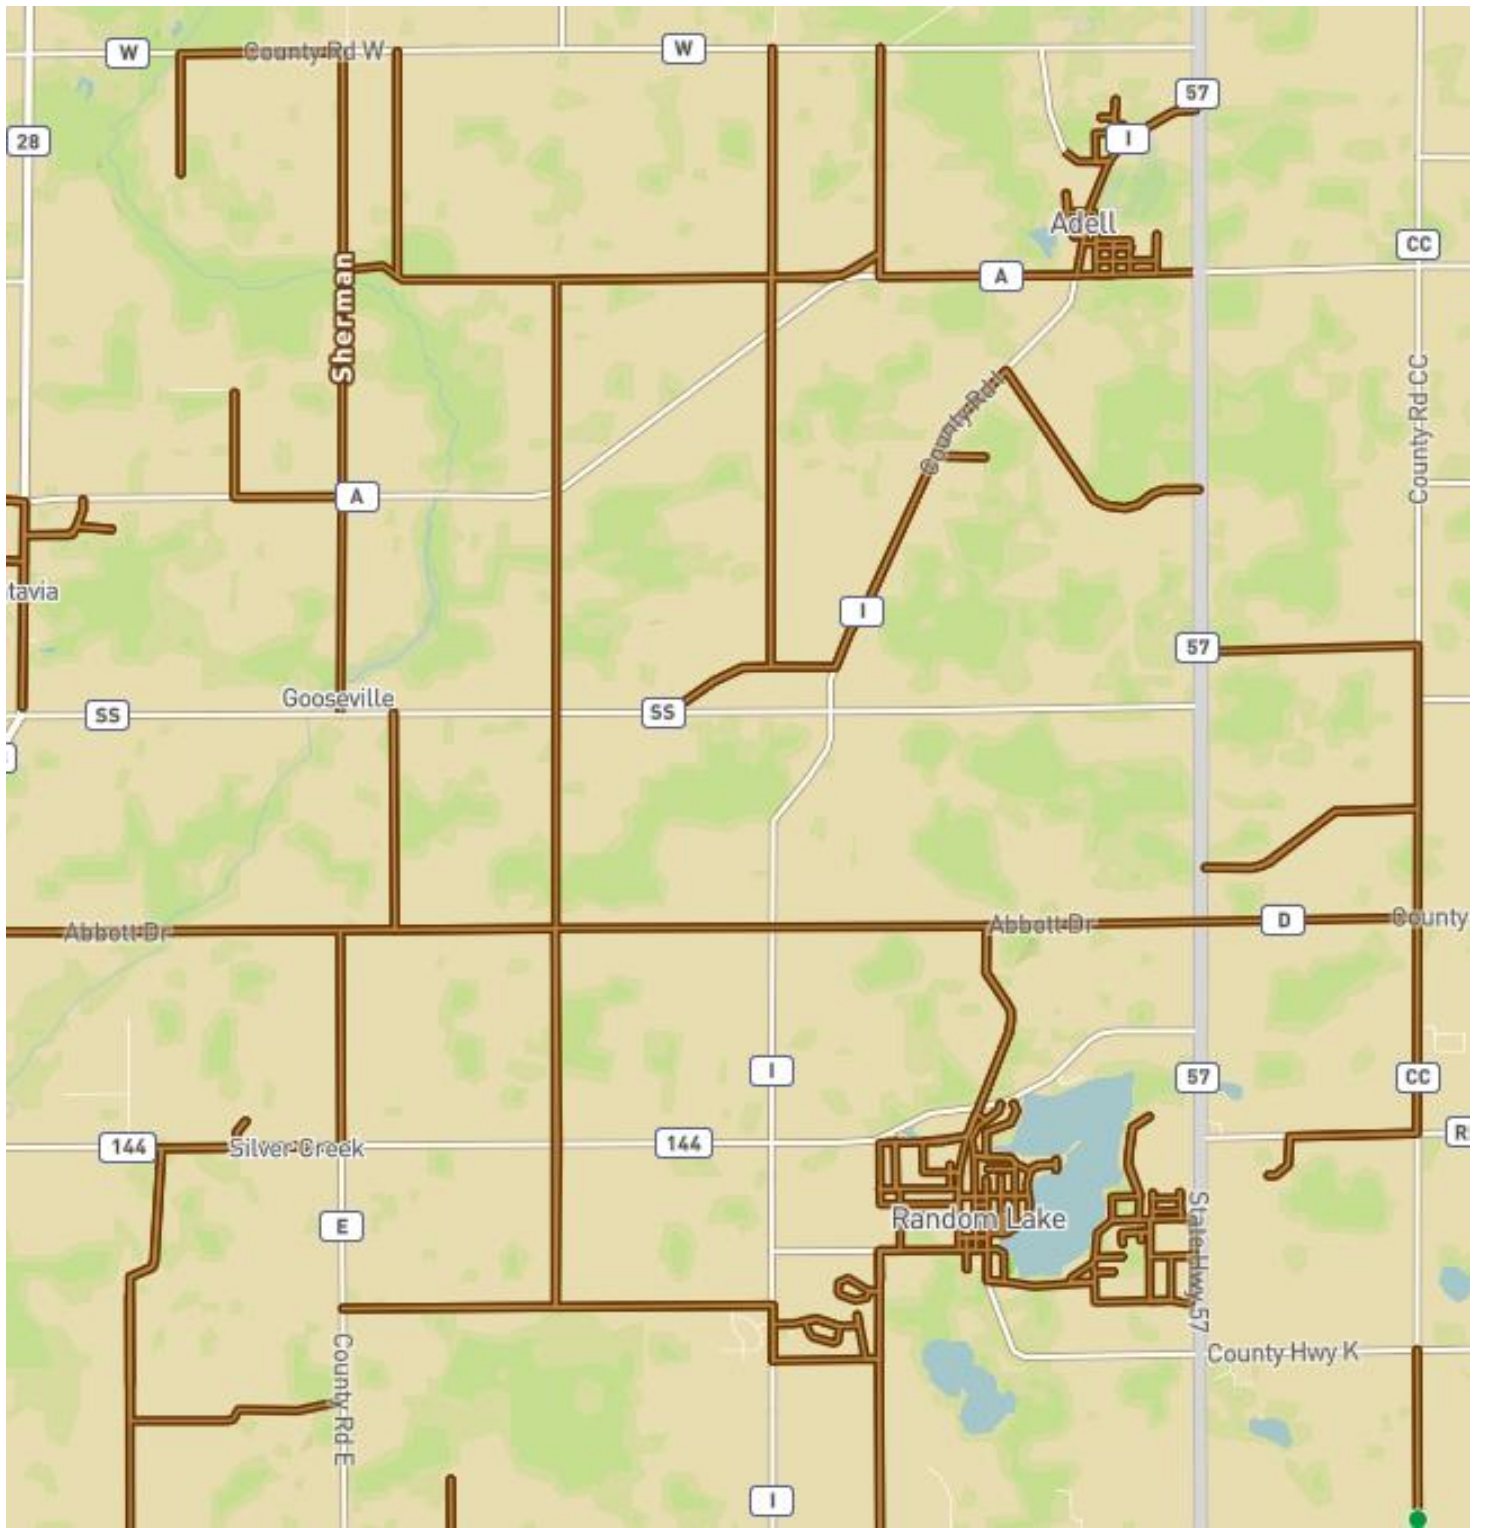 W
County Rd W
W
57
28
I
Adell
CC
A
Sherman
County Rd CC
County Rd I
A
tavia
I
57
Gooseville
SS
SS
Abbott Dr
Abbott Dr
D
County
I
57
CC
144
Silver Creek
144
R
E
Random Lake
State Hwy 57
County Rd E
County Hwy K
I